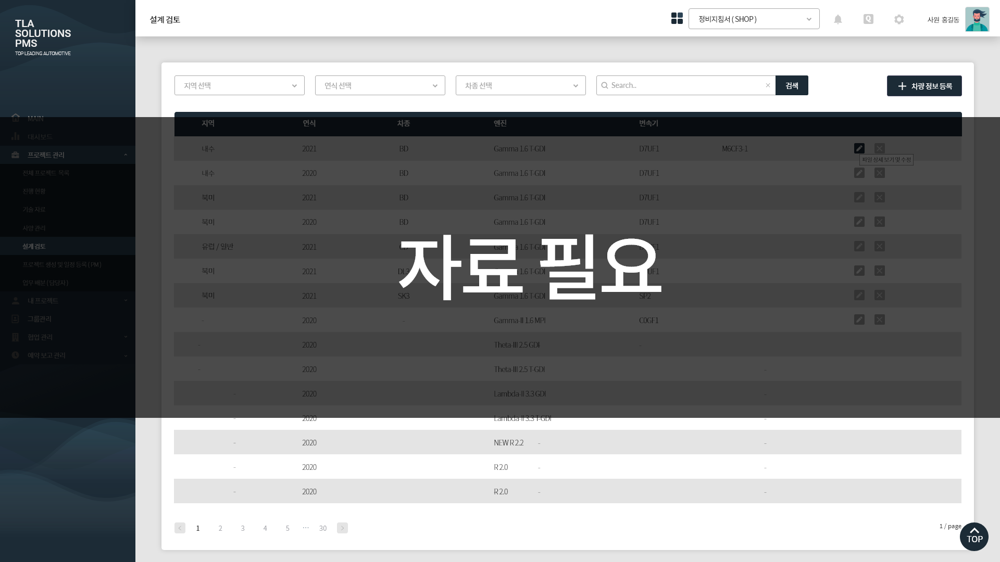 TLA
SOLUTIONS
PMS
TOP LEADING AUTOMOTIVE
설계 검토
정비지침서 ( SHOP )
사원 홍길동
MAIN
대시보드
프로젝트 관리
전체 프로젝트 목록
진행 현황
기술 자료
사양 관리
설계 검토
프로젝트 생성 및 일정 등록 ( PM )
업무 배분 ( 담당자 )
내 프로젝트
그룹관리
협업 관리
예약 보고 관리
지역 선택 연식 선택 차종 선택 Search.. 검색 차량 정보 등록
지역 연식 차종 엔진 변속기
내수 2021 BD Gamma 1.6 T-GDI D7UF1 M6CF3-1
파일 상세 보기 및 수정
내수 2020 BD Gamma 1.6 T-GDI D7UF1
북미 2021 BD Gamma 1.6 T-GDI D7UF1
북미 2020 BD Gamma 1.6 T-GDI D7UF1
유럽 / 일반 2021 1.6 T-GDI
북미 2021 DL3 1.6 T-GDI
북미 2021 SK3 Gamma 1.6 T-GDI SP2
자료 필요
- 2020 - Gamma-II 1.6 MPI C0GF1
- 2020 Theta-III 2.5 GDI -
- 2020 Theta-III 2.5 T-GDI -
- 2020 Lambda-II 3.3 GDI -
- 2020 Lambda-II 3.3 T-GDI -
- 2020 NEW R 2.2 - -
- 2020 R 2.0 - -
- 2020 R 2.0 - -
1 2 3 4 5 ··· 30
1 / page
TOP